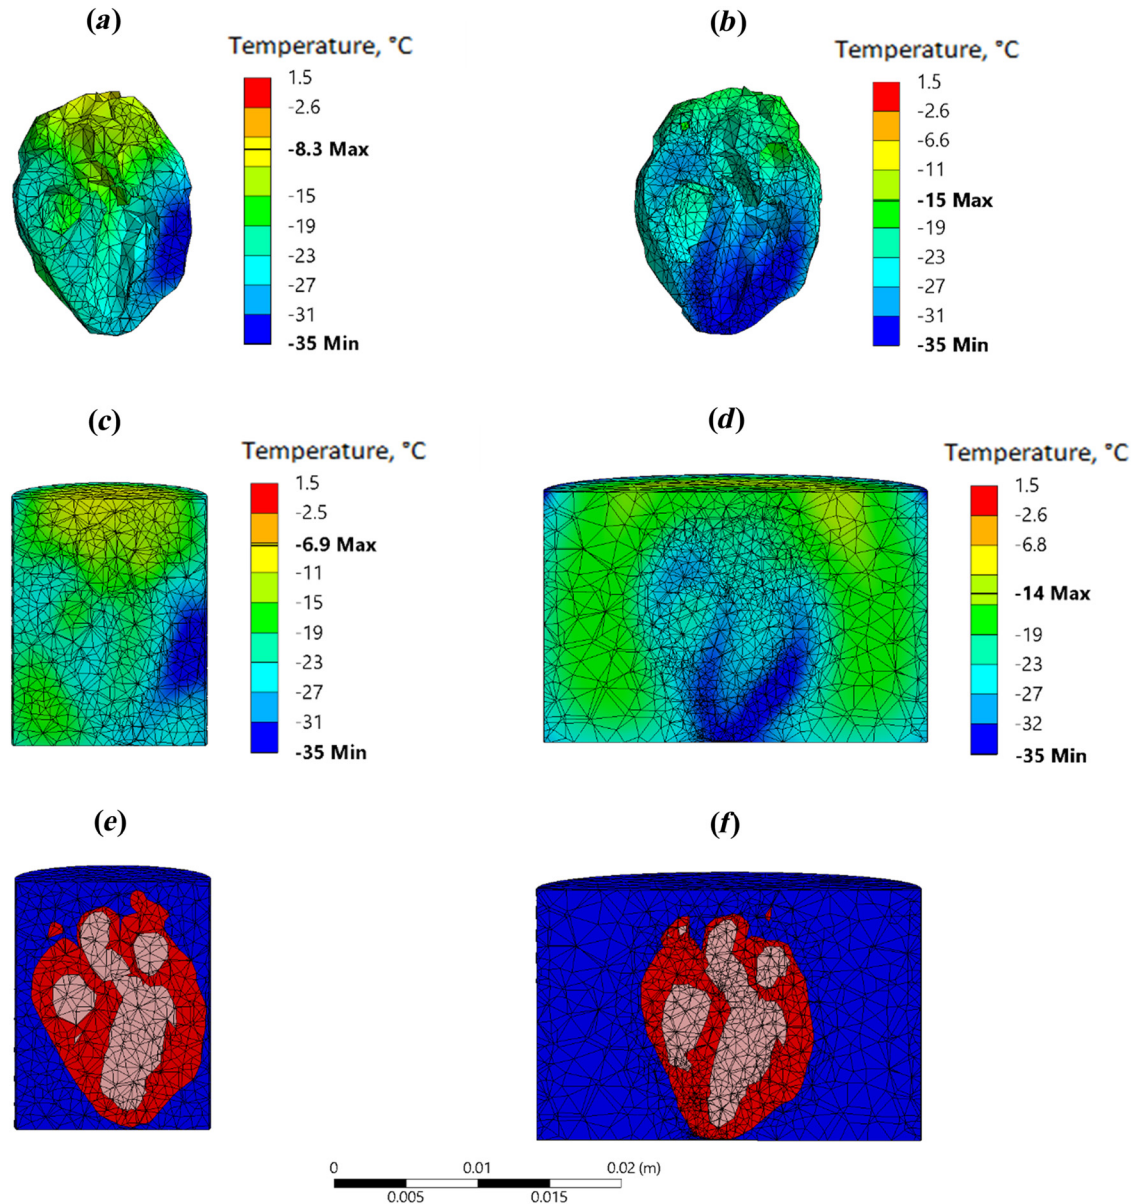 (a)
Temperature, °C
1.5
-2.6
-8.3 Max
-15
-19
-23
-27
-31
-35 Min
(b)
Temperature, °C
1.5
-2.6
-6.6
-11
-15 Max
-19
-23
-27
-31
-35 Min
(c)
Temperature, °C
1.5
-2.5
-6.9 Max
-11
-15
-19
-23
-27
-31
-35 Min
(d)
Temperature, °C
1.5
-2.6
-6.8
-14 Max
-19
-23
-27
-32
-35 Min
(e)
(f)
0 0.01 0.02 (m)
0.005 0.015